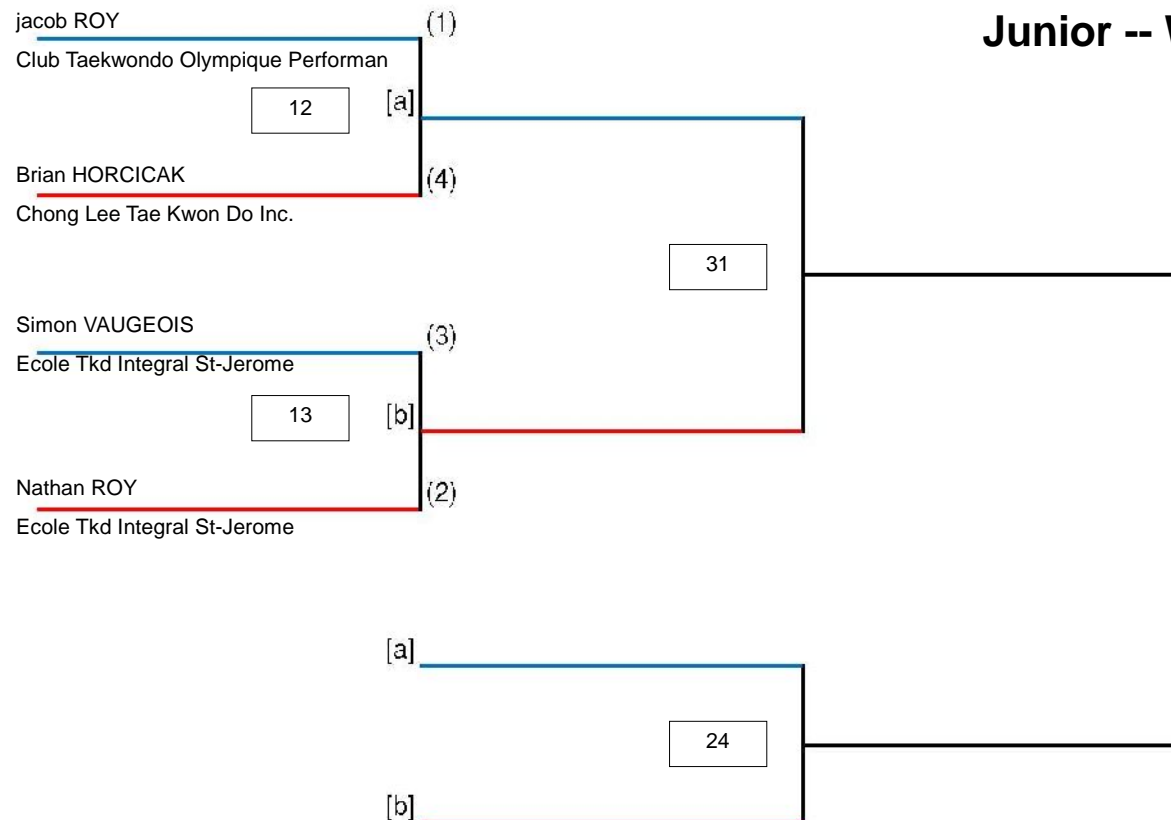 jacob ROY
(1)
Junior --
Club Taekwondo Olympique Performan
12
[a]
Brian HORCICAK
(4)
Chong Lee Tae Kwon Do Inc.
31
Simon VAUGEOIS
(3)
Ecole Tkd Integral St-Jerome
13
[b]
Nathan ROY
(2)
Ecole Tkd Integral St-Jerome
[a]
24
[b]